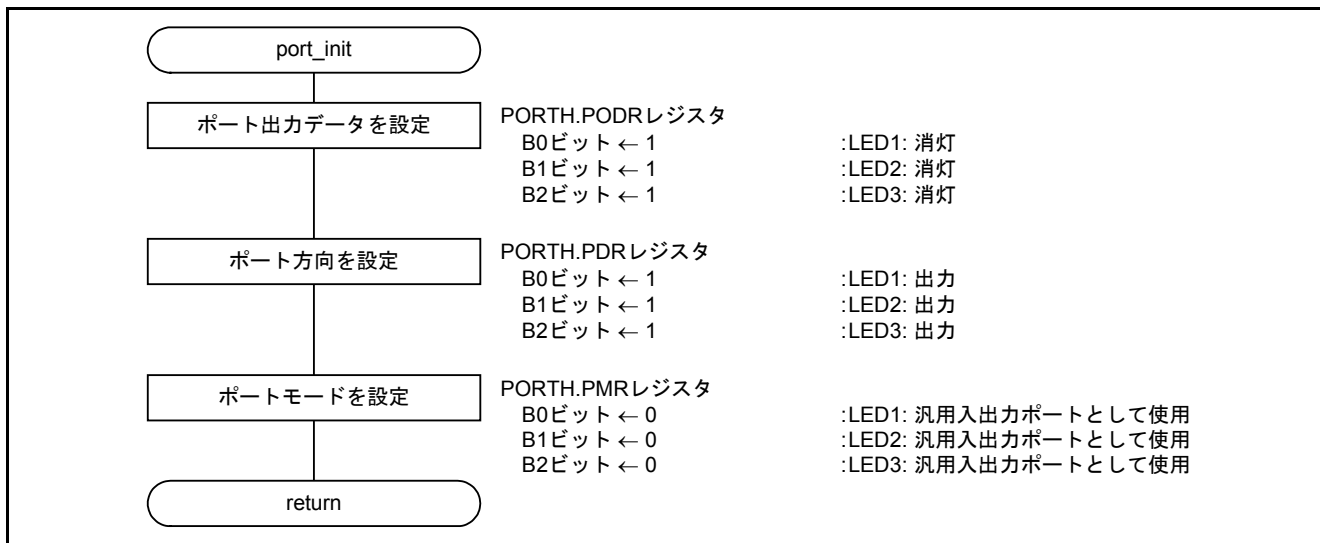 port_init
ポート出力データを設定
PORTH.PODRレジスタ
B0ビット ← 1 :LED1: 消灯
B1ビット ← 1 :LED2: 消灯
B2ビット ← 1 :LED3: 消灯
ポート方向を設定
PORTH.PDRレジスタ
B0ビット ← 1 :LED1: 出力
B1ビット ← 1 :LED2: 出力
B2ビット ← 1 :LED3: 出力
ポートモードを設定
PORTH.PMRレジスタ
B0ビット ← 0 :LED1: 汎用入出力ポートとして使用
B1ビット ← 0 :LED2: 汎用入出力ポートとして使用
B2ビット ← 0 :LED3: 汎用入出力ポートとして使用
return